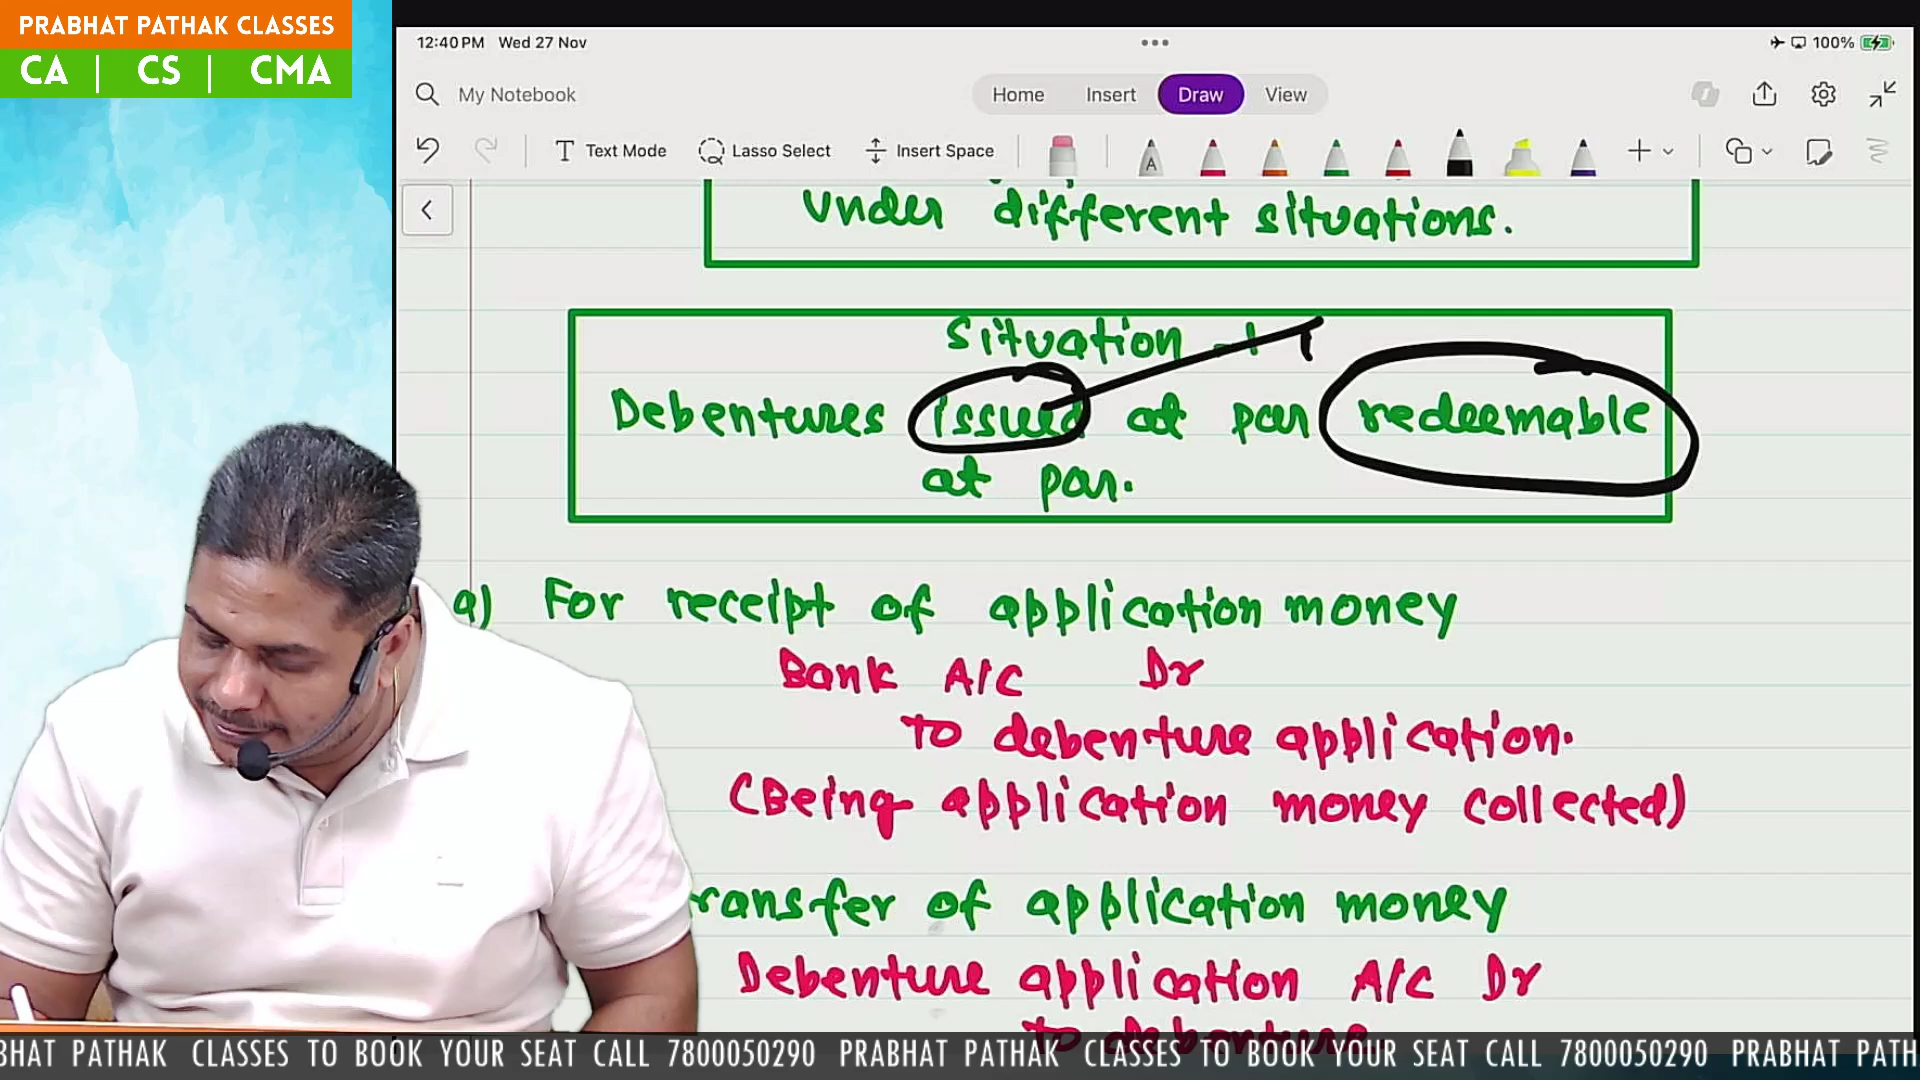 PRABHAT PATHAK CLASSES
CA | CS | CMA
12:40 PM Wed 27 Nov
100%
My Notebook
Home Insert Draw View
Text Mode Lasso Select Insert Space
A
under different situations.
Situation - 1
Debentures issued at par redeemable
at par.
a) For receipt of application money
Bank A/C Dr
To debenture application.
(Being application money collected)
ransfer of application money
Debenture application A/C Dr
To debenture
BHAT PATHAK CLASSES TO BOOK YOUR SEAT CALL 7800050290 PRABHAT PATHAK CLASSES TO BOOK YOUR SEAT CALL 7800050290 PRABHAT PATH